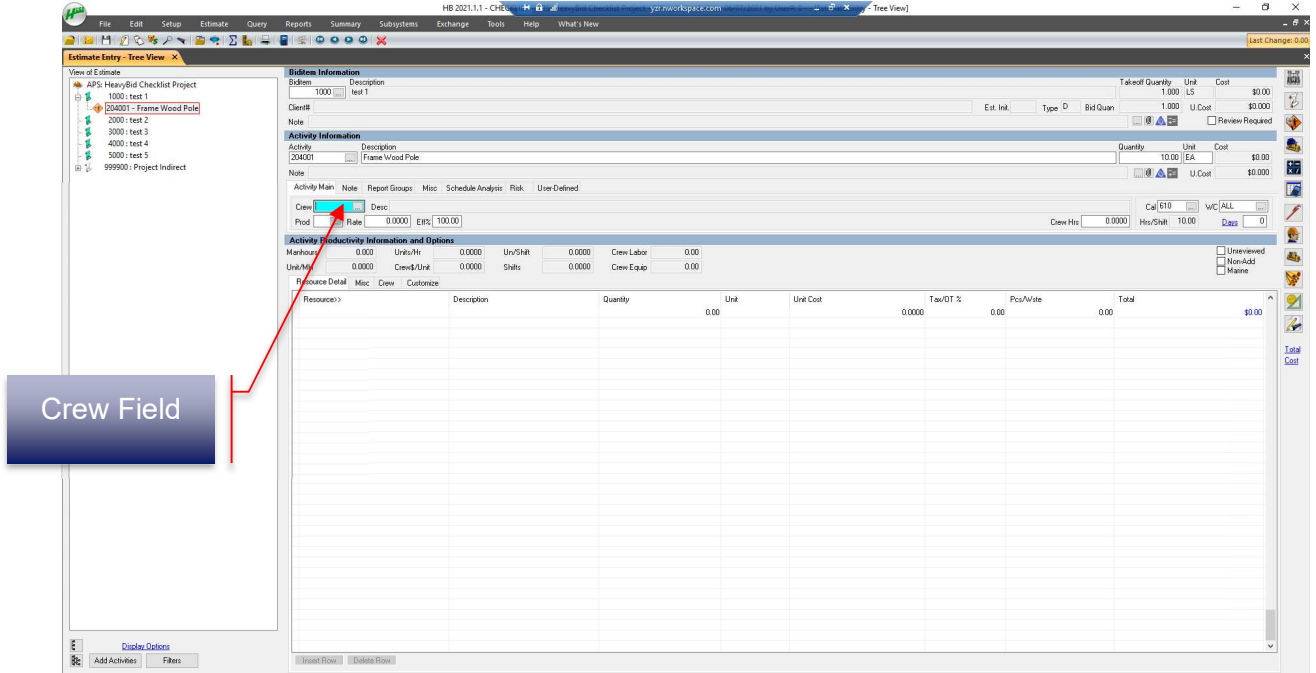 HB 2021.1.1 - CHE yzr.nworkspace.com - Tree View]
File Edit Setup Estimate Query Reports Summary Subsystems Exchange Tools Help What's New
Last Change: 0.00
Estimate Entry - Tree View
View of Estimate
APS: HeavyBid Checklist Project
1000 : test 1
204001 - Frame Wood Pole
2000 : test 2
3000 : test 3
4000 : test 4
5000 : test 5
999900 : Project Indirect
Biditem Information
Biditem Description Takeoff Quantity Unit Cost
1000 test 1 1.000 LS $0.00
Client# Est. Init. Type D Bid Quan 1.000 U.Cost $0.000
Note Review Required
Activity Information
Activity Description Quantity Unit Cost
204001 Frame Wood Pole 10.00 EA $0.00
Note U.Cost $0.000
Activity Main Note Report Groups Misc Schedule Analysis Risk User-Defined
Crew Desc Cal 610 WC ALL
Prod Rate 0.0000 Eff% 100.00 Crew Hrs 0.0000 Hrs/Shift 10.00 Days 0
Activity Productivity Information and Options
Manhours 0.000 Units/Hr 0.0000 Un/Shift 0.0000 Crew Labor 0.00 Unreviewed
Non-Add
Unit/MH 0.0000 Crew$/Unit 0.0000 Shifts 0.0000 Crew Equip 0.00 Marine
Resource Detail Misc Crew Customize
Resource>> Description Quantity Unit Unit Cost Tax/OT % Pcs/Wste Total
0.00 0.0000 0.00 0.00 $0.00
Total
Cost
Crew Field
Display Options
Add Activities Filters
Insert Row Delete Row